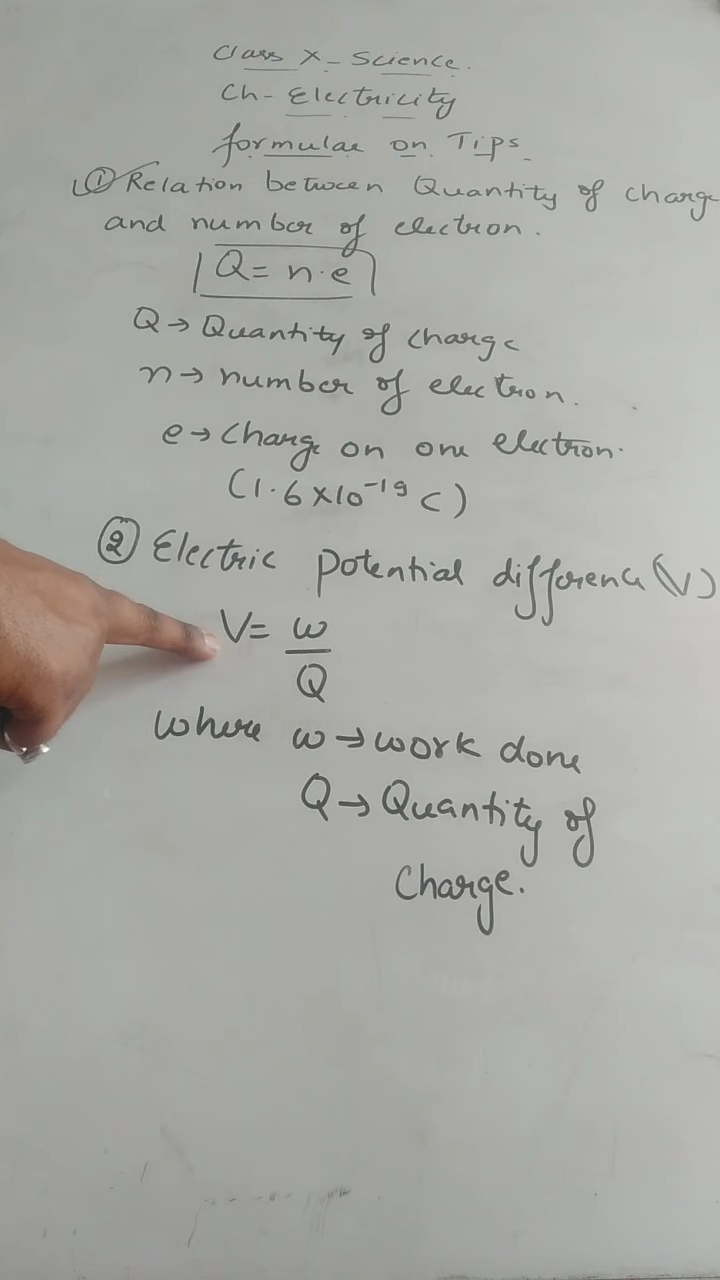 Class X - Science.
Ch - Electricity
formulae on Tips
① Relation between Quantity of charge
and number of electron.
Q = n·e
Q → Quantity of charge
n → number of electron.
e → Charge on one electron.
(1.6 × 10⁻¹⁹ C)
② Electric potential difference (V)
V = w/Q
where w → work done
Q → Quantity of
Charge.